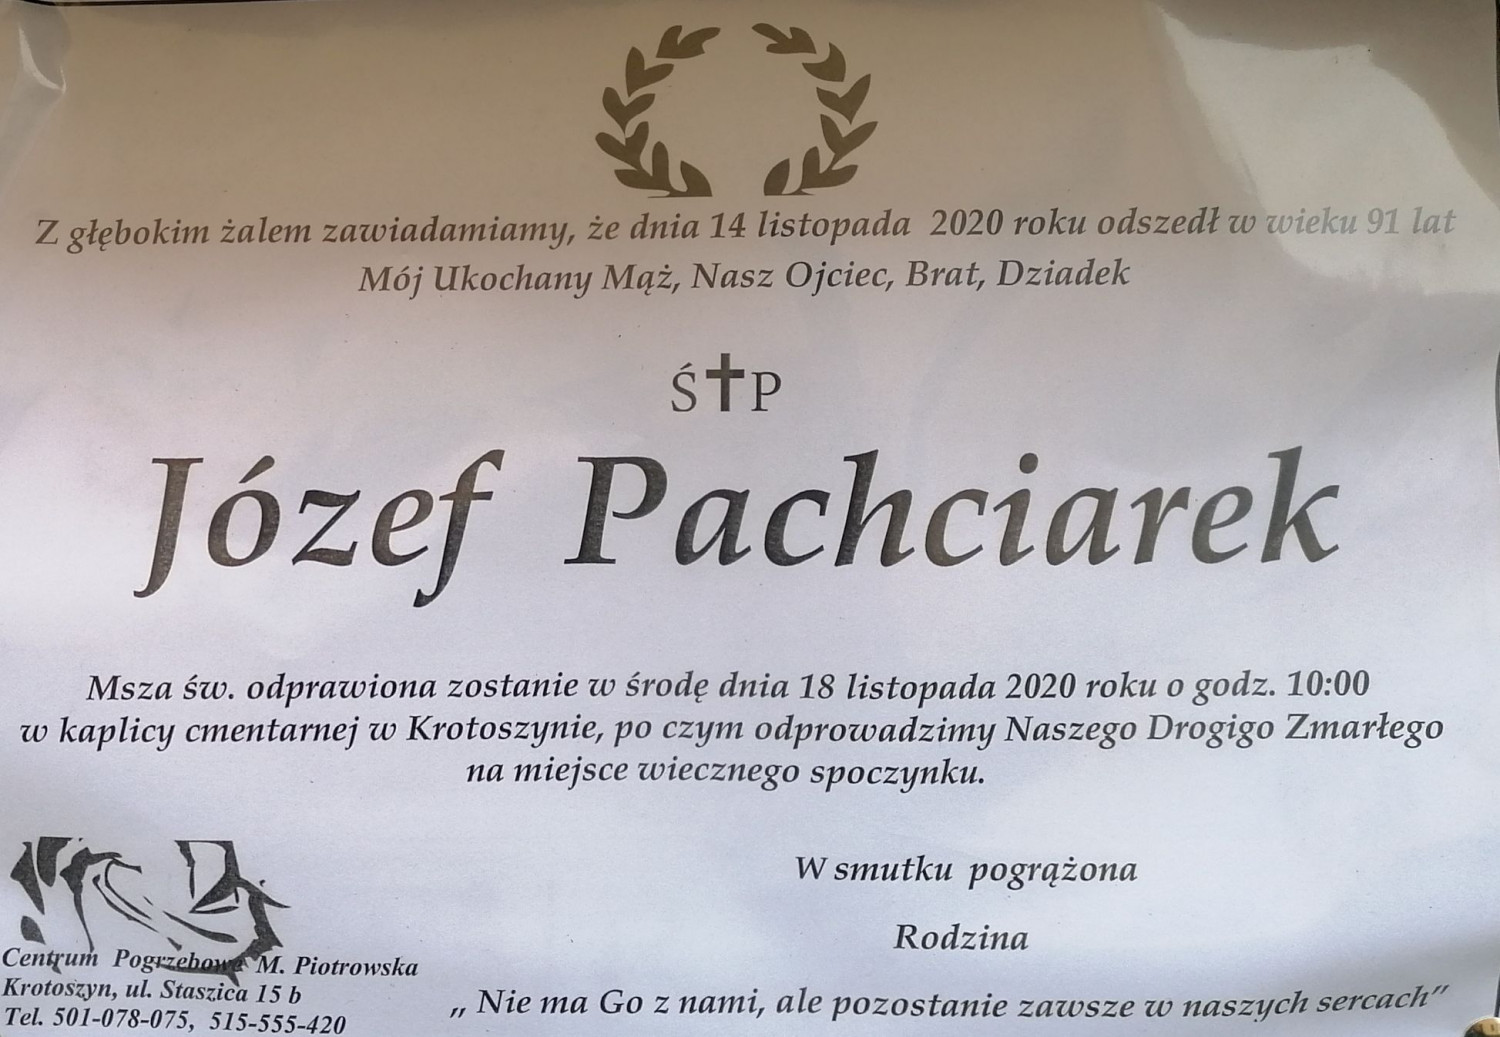 Z głębokim żalem zawiadamiamy, że dnia 14 listopada 2020 roku odszedł w wieku 91 lat
Mój Ukochany Mąż, Nasz Ojciec, Brat, Dziadek
Ś✝P
Józef Pachciarek
Msza św. odprawiona zostanie w środę dnia 18 listopada 2020 roku o godz. 10:00
w kaplicy cmentarnej w Krotoszynie, po czym odprowadzimy Naszego Drogigo Zmarłego
na miejsce wiecznego spoczynku.
W smutku pogrążona
Rodzina
Centrum Pogrzebowe M. Piotrowska
Krotoszyn, ul. Staszica 15 b
Tel. 501-078-075, 515-555-420
„ Nie ma Go z nami, ale pozostanie zawsze w naszych sercach”